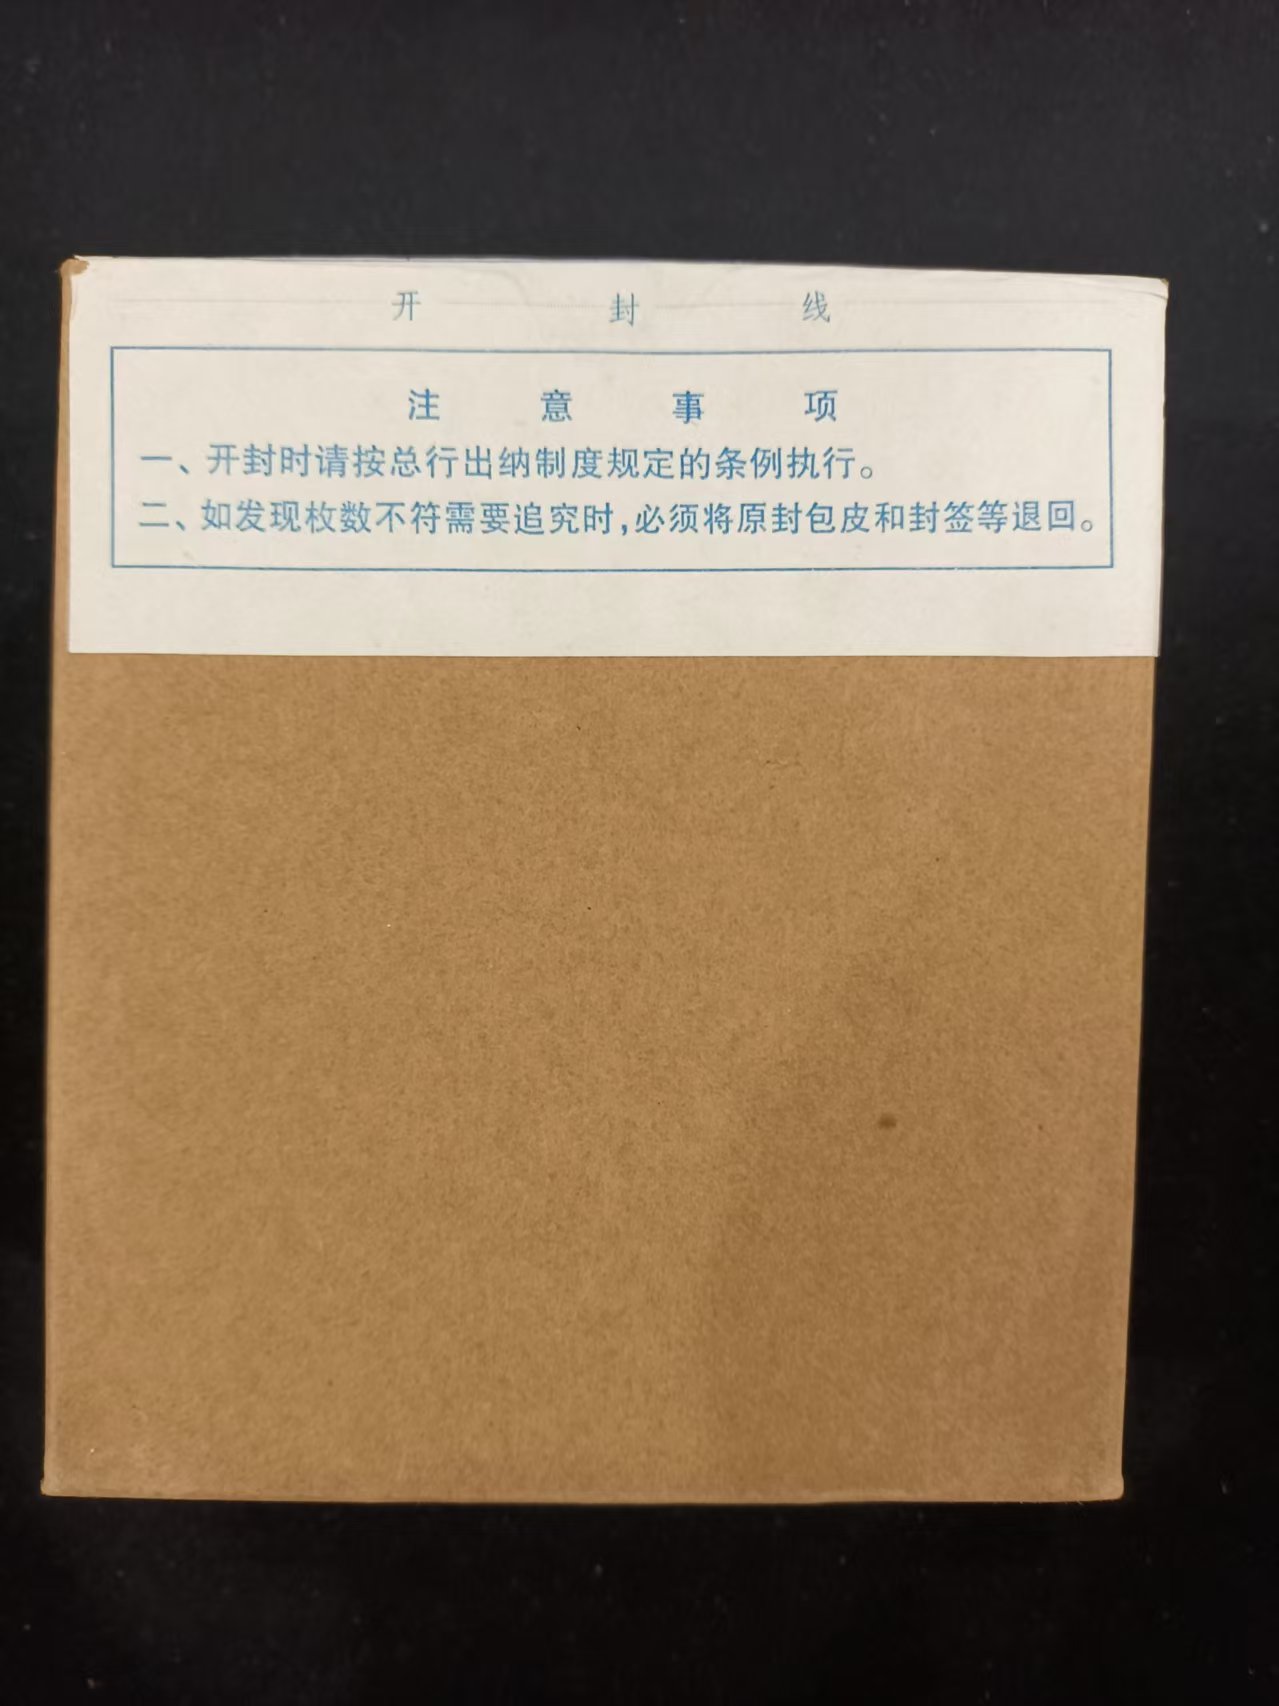 开封线
注意事项
一、开封时请按总行出纳制度规定的条例执行。
二、如发现枚数不符需要追究时,必须将原封包皮和封签等退回。